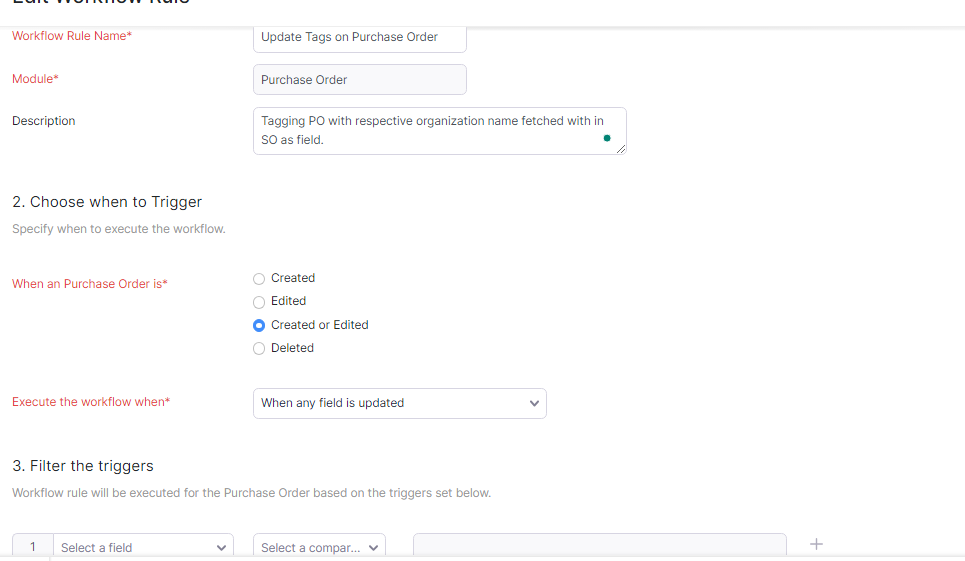 Edit Workflow Rule
Workflow Rule Name*
Update Tags on Purchase Order
Module*
Purchase Order
Description
Tagging PO with respective organization name fetched with in
SO as field.
2. Choose when to Trigger
Specify when to execute the workflow.
When an Purchase Order is*
Created
Edited
Created or Edited
Deleted
Execute the workflow when*
When any field is updated
3. Filter the triggers
Workflow rule will be executed for the Purchase Order based on the triggers set below.
1
Select a field
Select a compar...